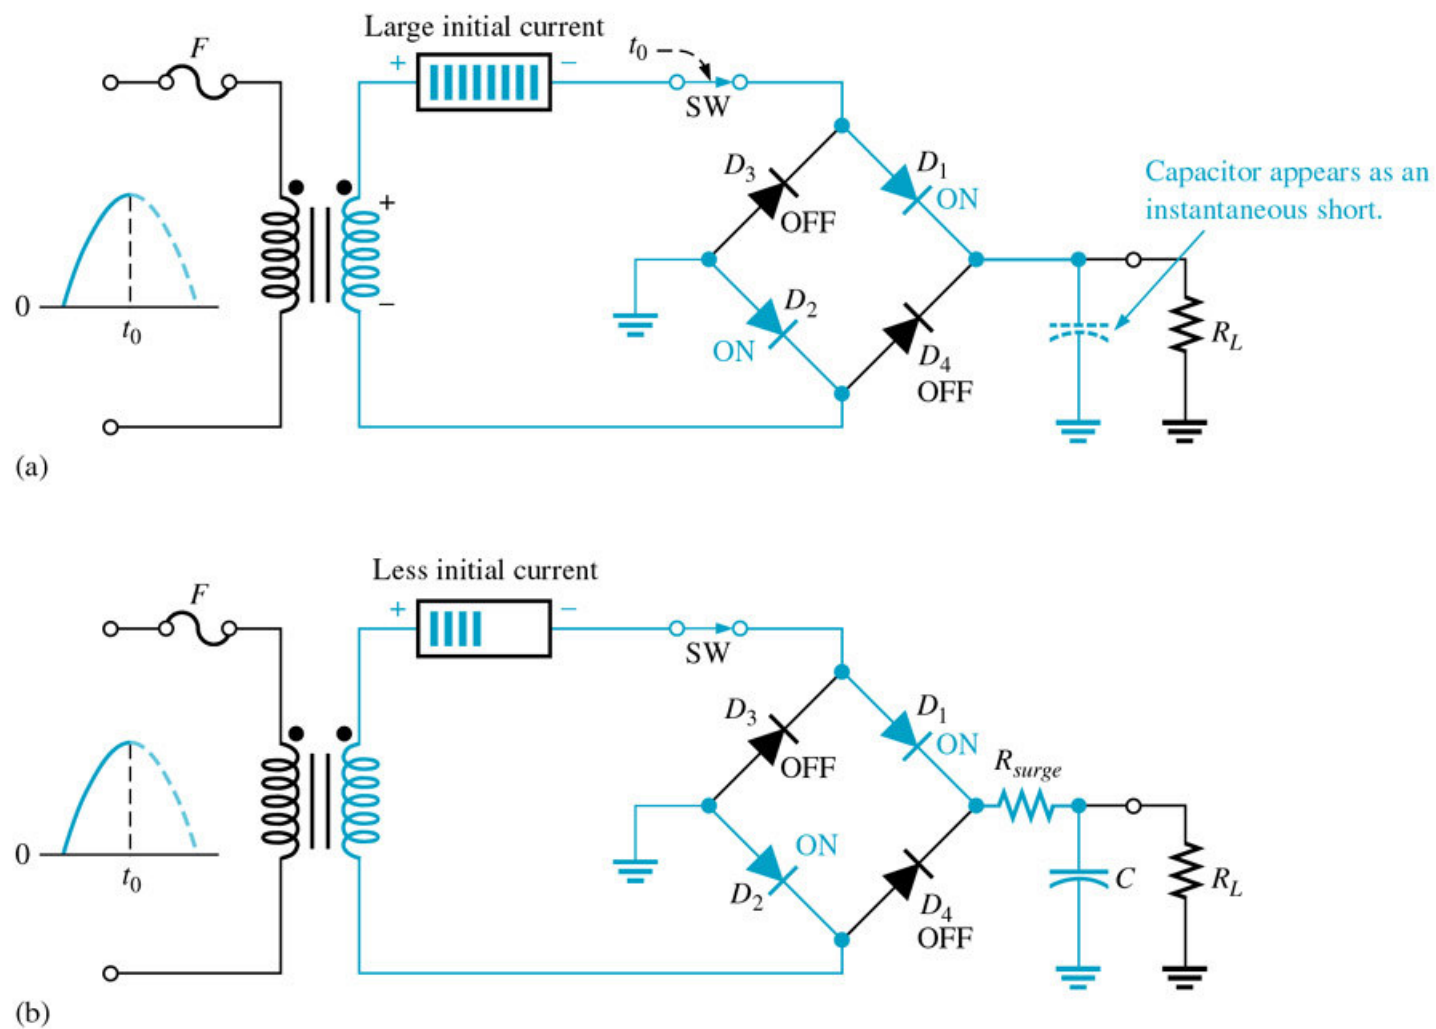 Large initial current
F
+
−
t0
SW
D3
OFF
D1
ON
Capacitor appears as an
instantaneous short.
+
−
0
t0
D2
ON
D4
OFF
RL
(a)
Less initial current
F
+
−
SW
D3
OFF
D1
ON
Rsurge
0
t0
ON
D2
D4
OFF
C
RL
(b)